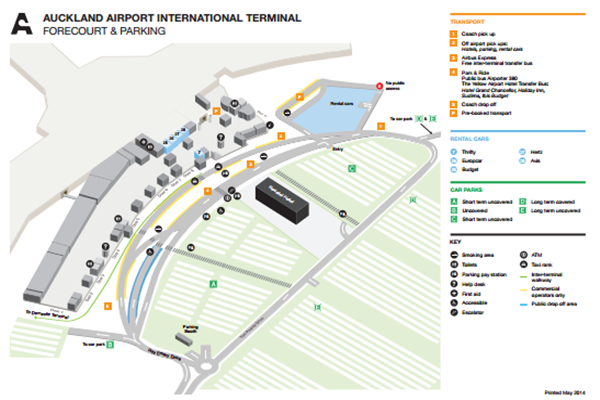 AUCKLAND AIRPORT INTERNATIONAL TERMINAL
FORECOURT & PARKING
TRANSPORT
1 Coach pick up
2 Off airport pick ups:
Hotels, parking, rental cars
3 Airbus Express
Free inter-terminal transfer bus
4 Park & Ride
Public bus Airporter 380
The Yellow Airport Hotel Transfer Bus:
Hotel Grand Chancellor, Holiday Inn,
Sudima, Ibis Budget
Coach drop off
P Pre-booked transport
RENTAL CARS
Thrifty
Europcar
Budget
Hertz
Avis
CAR PARKS
A Short term uncovered
Uncovered
C Short term uncovered
D Long term covered
E Long term uncovered
KEY
Smoking area
Toilets
Parking pay station
Help desk
First aid
Accessible
Escalator
ATM
Taxi rank
Inter-terminal
walkway
Commercial
operators only
Public drop off area
No public
access
Rental cars
To car park
Entry
Novotel Hotel
C
A
Parking
Booth
To car park
Ray Emery Drive
To Domestic Terminal
Printed May 2014